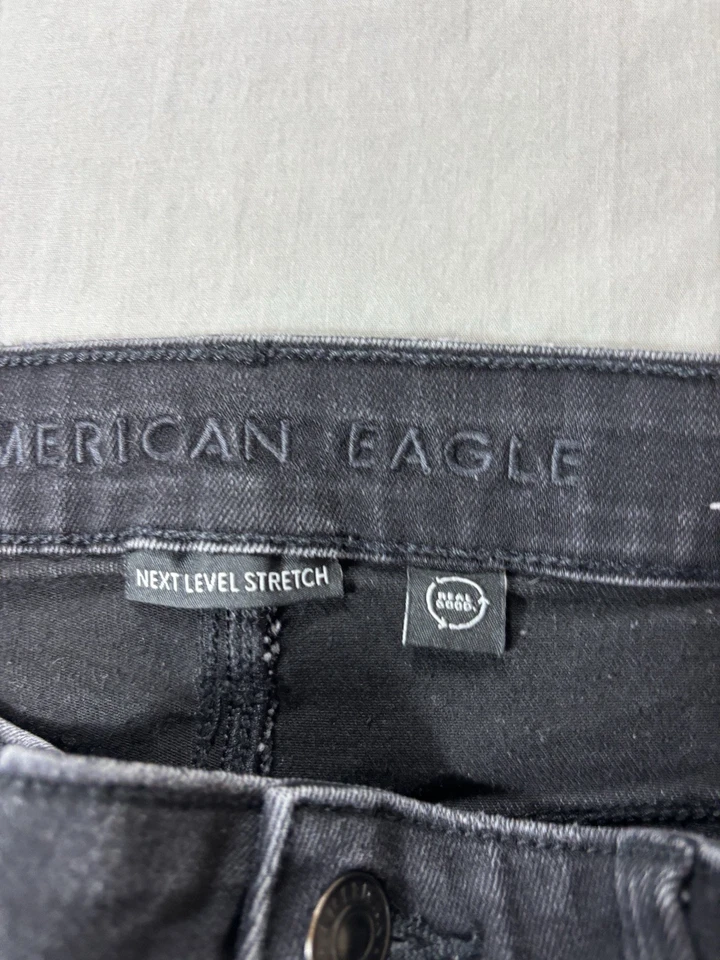 MERICAN EAGLE
NEXT LEVEL STRETCH
REAL
GOOD.